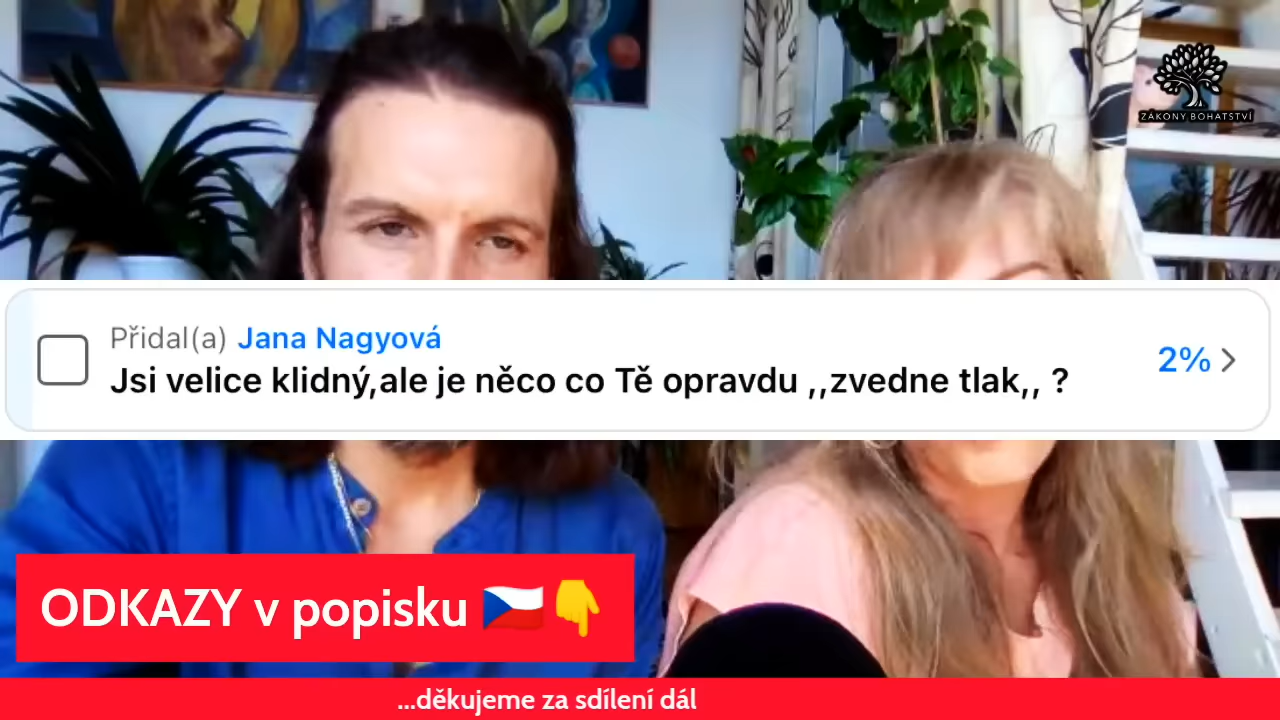 ZÁKONY BOHATSTVÍ
Přidal(a) Jana Nagyová
Jsi velice klidný,ale je něco co Tě opravdu ,,zvedne tlak,, ?
2%
ODKAZY v popisku 🇨🇿👇
...děkujeme za sdílení dál